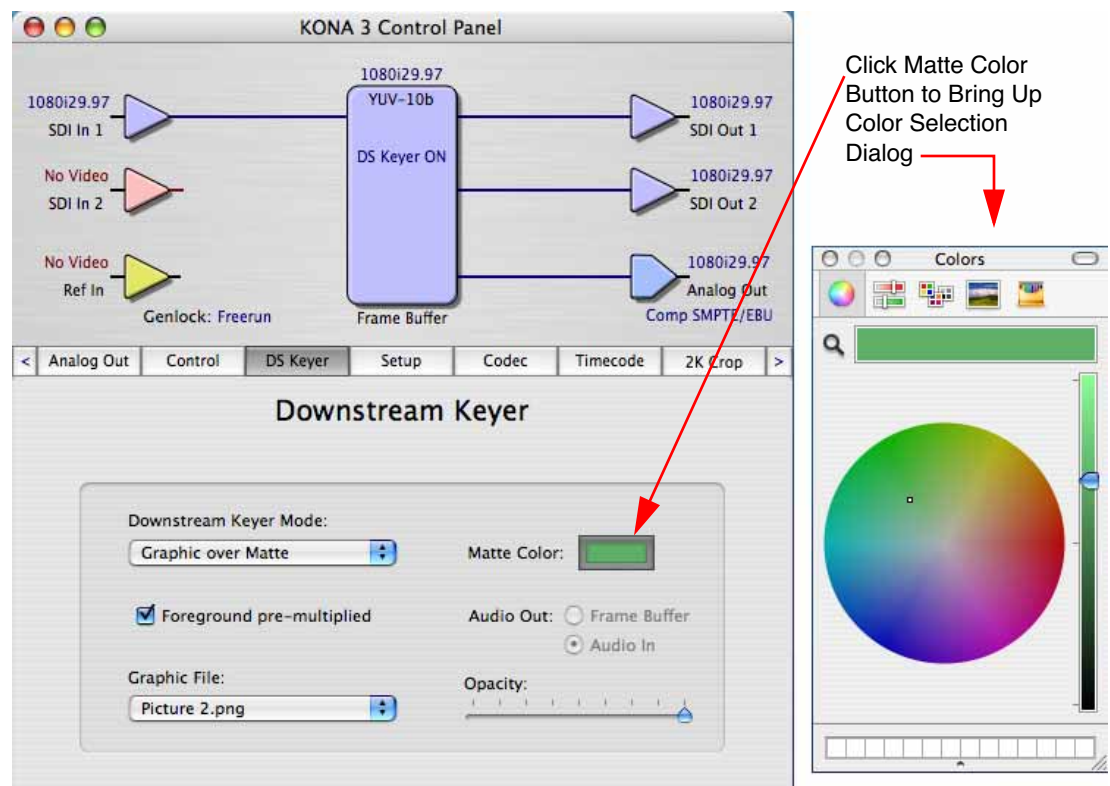 KONA 3 Control Panel
1080i29.97
SDI In 1
No Video
SDI In 2
No Video
Ref In
Genlock: Freerun
1080i29.97
YUV-10b
DS Keyer ON
Frame Buffer
1080i29.97
SDI Out 1
1080i29.97
SDI Out 2
1080i29.97
Analog Out
Comp SMPTE/EBU
< Analog Out Control DS Keyer Setup Codec Timecode 2K Crop >
Downstream Keyer
Downstream Keyer Mode:
Graphic over Matte
Matte Color:
Foreground pre-multiplied
Audio Out: Frame Buffer
Audio In
Graphic File:
Picture 2.png
Opacity:
Click Matte Color
Button to Bring Up
Color Selection
Dialog
Colors